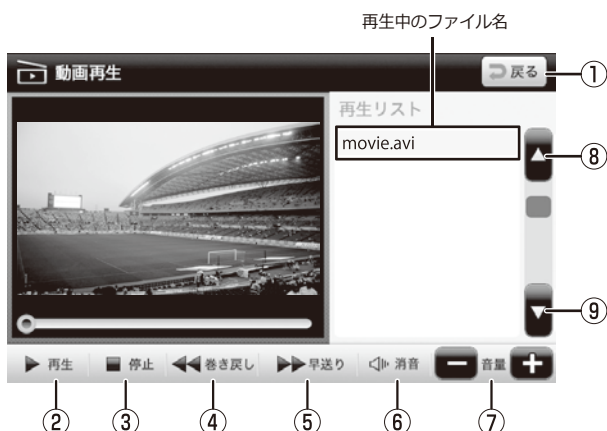 再生中のファイル名
動画再生
戻る
①
再生リスト
movie.avi
⑧
⑨
再生 停止 巻き戻し 早送り 消音 音量
② ③ ④ ⑤ ⑥ ⑦